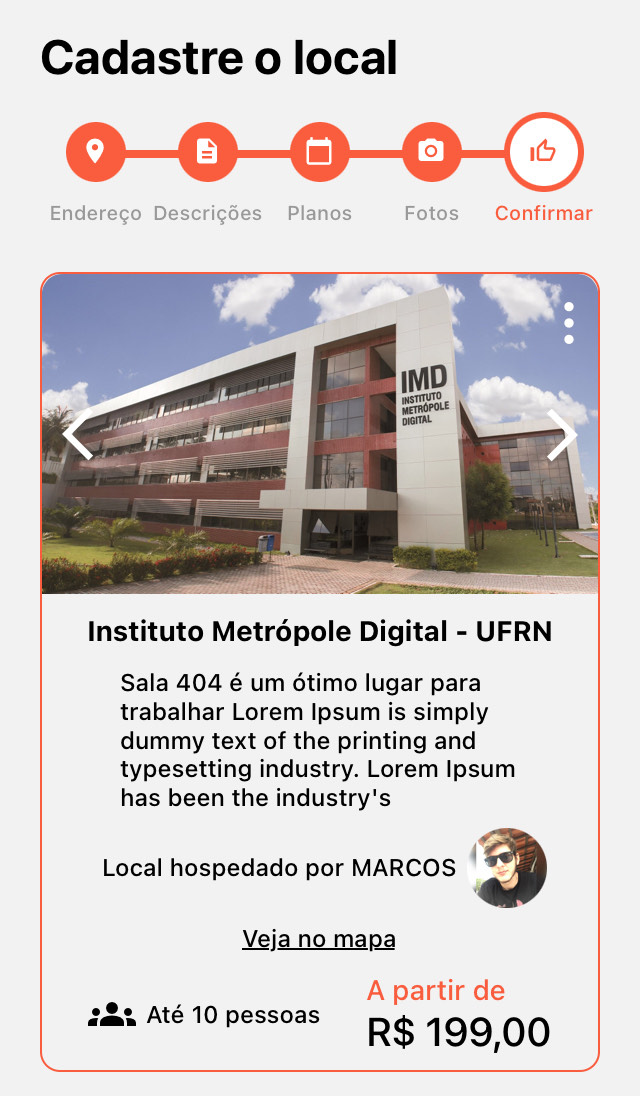 Cadastre o local
Endereço Descrições Planos Fotos Confirmar
IMD
INSTITUTO
METRÓPOLE
DIGITAL
Instituto Metrópole Digital - UFRN
Sala 404 é um ótimo lugar para
trabalhar Lorem Ipsum is simply
dummy text of the printing and
typesetting industry. Lorem Ipsum
has been the industry's
Local hospedado por MARCOS
Veja no mapa
Até 10 pessoas
A partir de
R$ 199,00